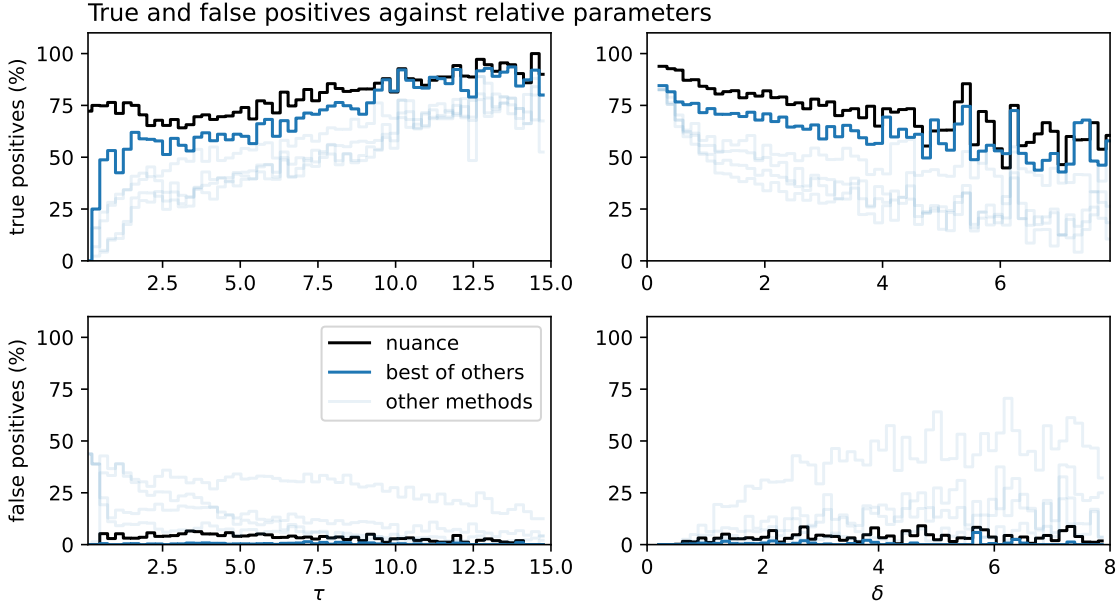 True and false positives against relative parameters
true positives (%)
100
75
50
25
0
2.5 5.0 7.5 10.0 12.5 15.0
0 2 4 6
100
75
50
25
0
false positives (%)
100
75
50
25
0
nuance
best of others
other methods
2.5 5.0 7.5 10.0 12.5 15.0
τ
100
75
50
25
0
0 2 4 6 8
δ